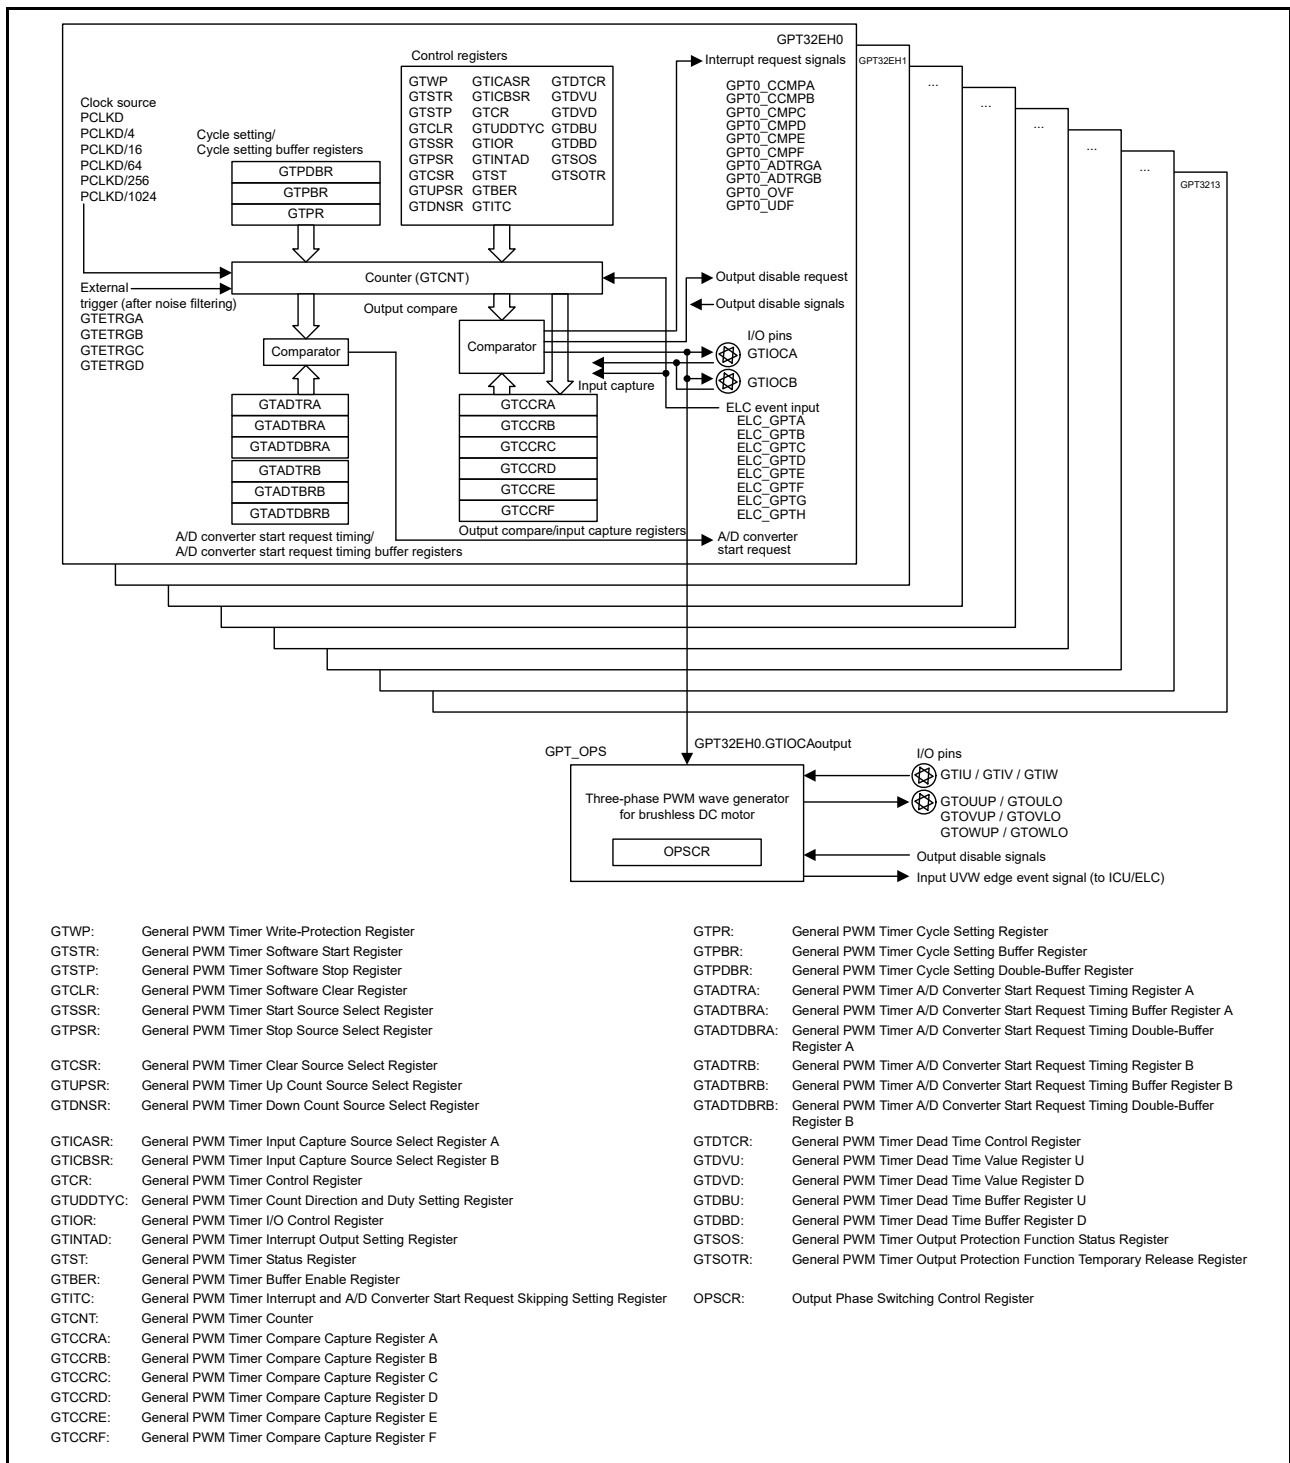 GPT32EH0
GPT32EH1
...
...
...
...
...
GPT3213
Control registers
GTWP GTICASR GTDTCR
GTSTR GTICBSR GTDVU
GTSTP GTCR GTDVD
GTCLR GTUDDTYC GTDBU
GTSSR GTIOR GTDBD
GTPSR GTINTAD GTSOS
GTCSR GTST GTSOTR
GTUPSR GTBER
GTDNSR GTITC
Interrupt request signals
GPT0_CCMPA
GPT0_CCMPB
GPT0_CMPC
GPT0_CMPD
GPT0_CMPE
GPT0_CMPF
GPT0_ADTRGA
GPT0_ADTRGB
GPT0_OVF
GPT0_UDF
Clock source
PCLKD
PCLKD/4
PCLKD/16
PCLKD/64
PCLKD/256
PCLKD/1024
Cycle setting/
Cycle setting buffer registers
GTPDBR
GTPBR
GTPR
Counter (GTCNT)
External
trigger (after noise filtering)
GTETRGA
GTETRGB
GTETRGC
GTETRGD
Output compare
Comparator
Comparator
Output disable request
Output disable signals
I/O pins
GTIOCA
GTIOCB
Input capture
ELC event input
ELC_GPTA
ELC_GPTB
ELC_GPTC
ELC_GPTD
ELC_GPTE
ELC_GPTF
ELC_GPTG
ELC_GPTH
GTADTRA
GTADTBRA
GTADTDBRA
GTADTRB
GTADTBRB
GTADTDBRB
GTCCRA
GTCCRB
GTCCRC
GTCCRD
GTCCRE
GTCCRF
A/D converter start request timing/
A/D converter start request timing buffer registers
Output compare/input capture registers
A/D converter
start request
GPT32EH0.GTIOCAoutput
GPT_OPS
Three-phase PWM wave generator
for brushless DC motor
OPSCR
I/O pins
GTIU / GTIV / GTIW
GTOUUP / GTOULO
GTOVUP / GTOVLO
GTOWUP / GTOWLO
Output disable signals
Input UVW edge event signal (to ICU/ELC)
GTWP: General PWM Timer Write-Protection Register
GTSTR: General PWM Timer Software Start Register
GTSTP: General PWM Timer Software Stop Register
GTCLR: General PWM Timer Software Clear Register
GTSSR: General PWM Timer Start Source Select Register
GTPSR: General PWM Timer Stop Source Select Register
GTCSR: General PWM Timer Clear Source Select Register
GTUPSR: General PWM Timer Up Count Source Select Register
GTDNSR: General PWM Timer Down Count Source Select Register
GTICASR: General PWM Timer Input Capture Source Select Register A
GTICBSR: General PWM Timer Input Capture Source Select Register B
GTCR: General PWM Timer Control Register
GTUDDTYC: General PWM Timer Count Direction and Duty Setting Register
GTIOR: General PWM Timer I/O Control Register
GTINTAD: General PWM Timer Interrupt Output Setting Register
GTST: General PWM Timer Status Register
GTBER: General PWM Timer Buffer Enable Register
GTITC: General PWM Timer Interrupt and A/D Converter Start Request Skipping Setting Register
GTCNT: General PWM Timer Counter
GTCCRA: General PWM Timer Compare Capture Register A
GTCCRB: General PWM Timer Compare Capture Register B
GTCCRC: General PWM Timer Compare Capture Register C
GTCCRD: General PWM Timer Compare Capture Register D
GTCCRE: General PWM Timer Compare Capture Register E
GTCCRF: General PWM Timer Compare Capture Register F
GTPR: General PWM Timer Cycle Setting Register
GTPBR: General PWM Timer Cycle Setting Buffer Register
GTPDBR: General PWM Timer Cycle Setting Double-Buffer Register
GTADTRA: General PWM Timer A/D Converter Start Request Timing Register A
GTADTBRA: General PWM Timer A/D Converter Start Request Timing Buffer Register A
GTADTDBRA: General PWM Timer A/D Converter Start Request Timing Double-Buffer
Register A
GTADTRB: General PWM Timer A/D Converter Start Request Timing Register B
GTADTBRB: General PWM Timer A/D Converter Start Request Timing Buffer Register B
GTADTDBRB: General PWM Timer A/D Converter Start Request Timing Double-Buffer
Register B
GTDTCR: General PWM Timer Dead Time Control Register
GTDVU: General PWM Timer Dead Time Value Register U
GTDVD: General PWM Timer Dead Time Value Register D
GTDBU: General PWM Timer Dead Time Buffer Register U
GTDBD: General PWM Timer Dead Time Buffer Register D
GTSOS: General PWM Timer Output Protection Function Status Register
GTSOTR: General PWM Timer Output Protection Function Temporary Release Register
OPSCR: Output Phase Switching Control Register